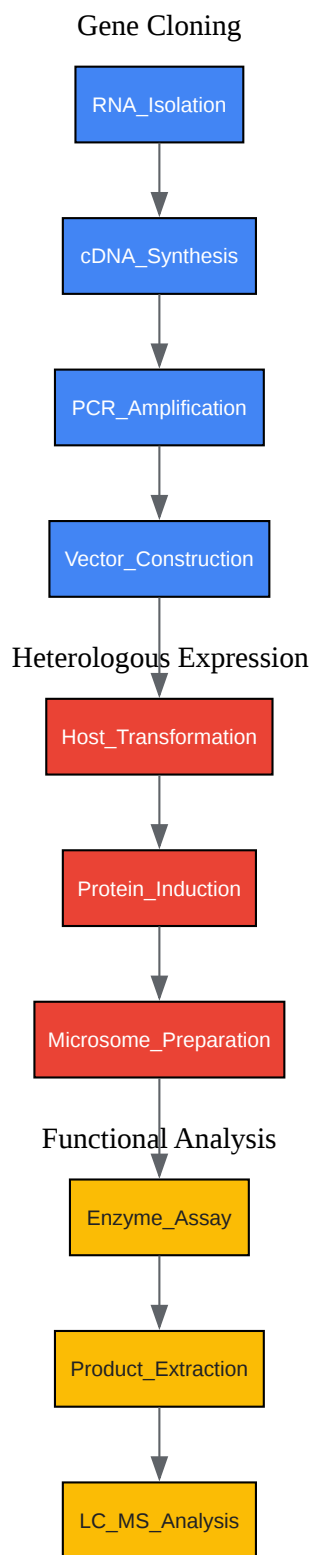 Gene Cloning
RNA_Isolation
cDNA_Synthesis
PCR_Amplification
Vector_Construction
Heterologous Expression
Host_Transformation
Protein_Induction
Microsome_Preparation
Functional Analysis
Enzyme_Assay
Product_Extraction
LC_MS_Analysis